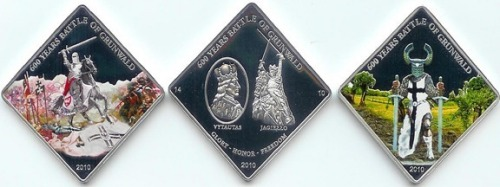 600 YEARS BATTLE OF GRUNWALD
2010
600 YEARS BATTLE OF GRUNWALD
14 10
VYTAUTAS JAGIELLO
GLORY - HONOR - FREEDOM
2010
600 YEARS BATTLE OF GRUNWALD
2010